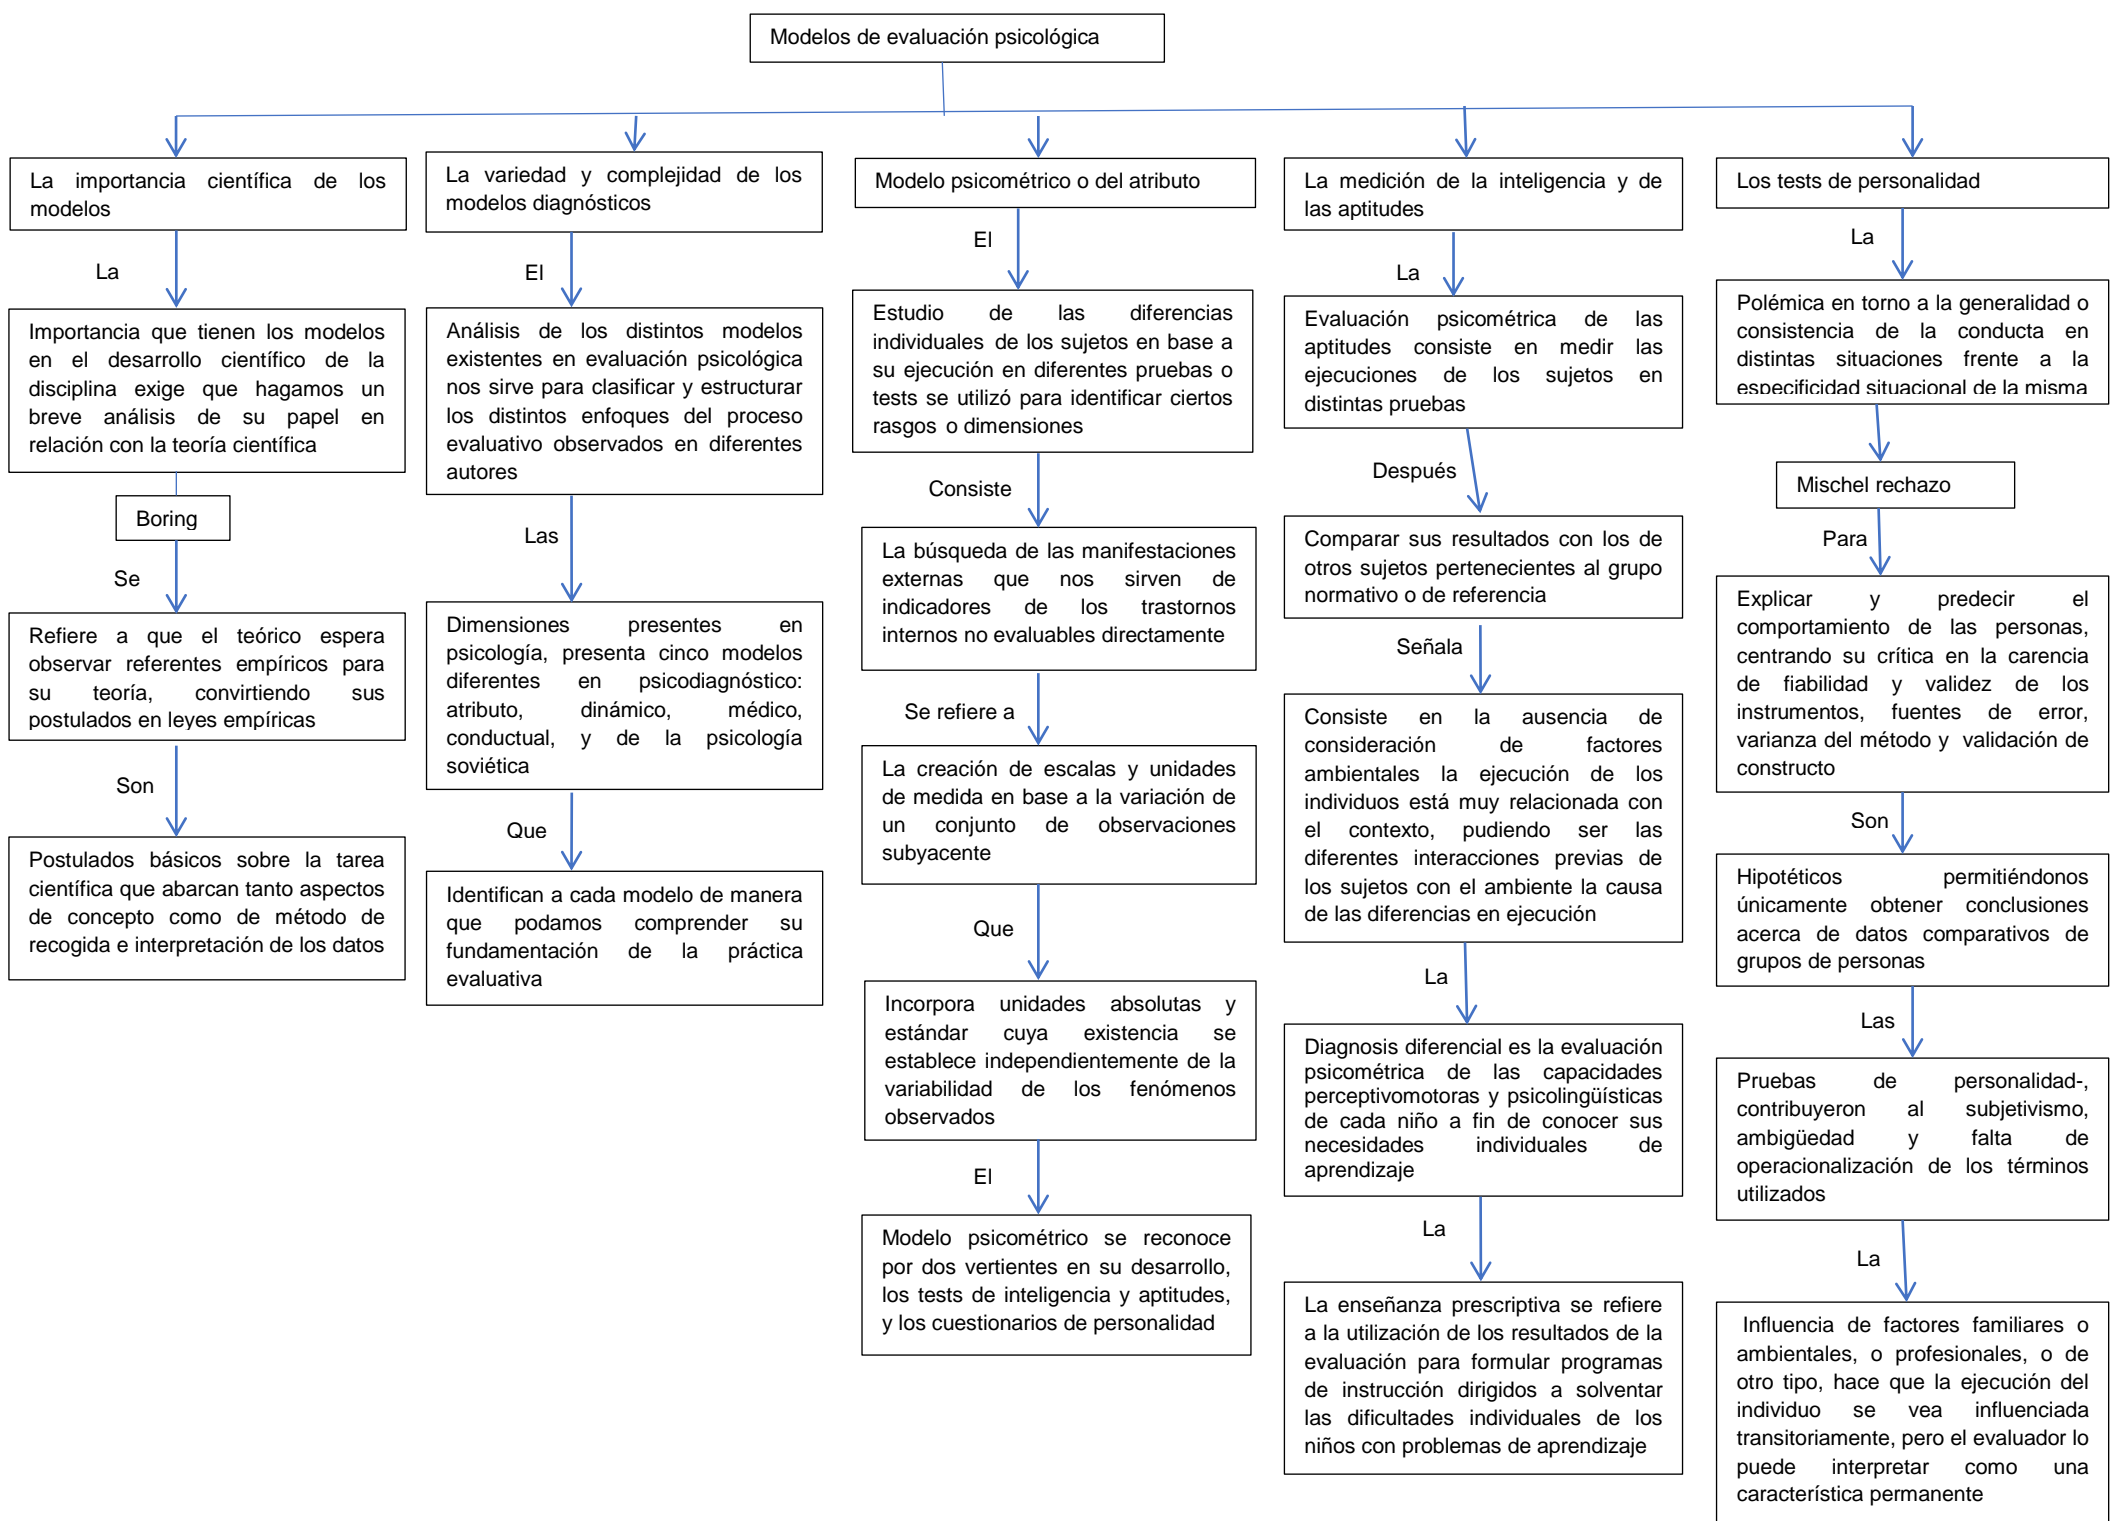 Modelos de evaluación psicológica
La importancia científica de los
modelos
La
Importancia que tienen los modelos
en el desarrollo científico de la
disciplina exige que hagamos un
breve análisis de su papel en
relación con la teoría científica
Boring
Se
Refiere a que el teórico espera
observar referentes empíricos para
su teoría, convirtiendo sus
postulados en leyes empíricas
Son
Postulados básicos sobre la tarea
científica que abarcan tanto aspectos
de concepto como de método de
recogida e interpretación de los datos
La variedad y complejidad de los
modelos diagnósticos
El
Análisis de los distintos modelos
existentes en evaluación psicológica
nos sirve para clasificar y estructurar
los distintos enfoques del proceso
evaluativo observados en diferentes
autores
Las
Dimensiones presentes en
psicología, presenta cinco modelos
diferentes en psicodiagnóstico:
atributo, dinámico, médico,
conductual, y de la psicología
soviética
Que
Identifican a cada modelo de manera
que podamos comprender su
fundamentación de la práctica
evaluativa
Modelo psicométrico o del atributo
El
Estudio de las diferencias
individuales de los sujetos en base a
su ejecución en diferentes pruebas o
tests se utilizó para identificar ciertos
rasgos o dimensiones
Consiste
La búsqueda de las manifestaciones
externas que nos sirven de
indicadores de los trastornos
internos no evaluables directamente
Se refiere a
La creación de escalas y unidades
de medida en base a la variación de
un conjunto de observaciones
subyacente
Que
Incorpora unidades absolutas y
estándar cuya existencia se
establece independientemente de la
variabilidad de los fenómenos
observados
El
Modelo psicométrico se reconoce
por dos vertientes en su desarrollo,
los tests de inteligencia y aptitudes,
y los cuestionarios de personalidad
La medición de la inteligencia y de
las aptitudes
La
Evaluación psicométrica de las
aptitudes consiste en medir las
ejecuciones de los sujetos en
distintas pruebas
Después
Comparar sus resultados con los de
otros sujetos pertenecientes al grupo
normativo o de referencia
Señala
Consiste en la ausencia de
consideración de factores
ambientales la ejecución de los
individuos está muy relacionada con
el contexto, pudiendo ser las
diferentes interacciones previas de
los sujetos con el ambiente la causa
de las diferencias en ejecución
La
Diagnosis diferencial es la evaluación
psicométrica de las capacidades
perceptivomotoras y psicolingüísticas
de cada niño a fin de conocer sus
necesidades individuales de
aprendizaje
La
La enseñanza prescriptiva se refiere
a la utilización de los resultados de la
evaluación para formular programas
de instrucción dirigidos a solventar
las dificultades individuales de los
niños con problemas de aprendizaje
Los tests de personalidad
La
Polémica en torno a la generalidad o
consistencia de la conducta en
distintas situaciones frente a la
especificidad situacional de la misma
Mischel rechazo
Para
Explicar y predecir el
comportamiento de las personas,
centrando su crítica en la carencia
de fiabilidad y validez de los
instrumentos, fuentes de error,
varianza del método y validación de
constructo
Son
Hipotéticos permitiéndonos
únicamente obtener conclusiones
acerca de datos comparativos de
grupos de personas
Las
Pruebas de personalidad-,
contribuyeron al subjetivismo,
ambigüedad y falta de
operacionalización de los términos
utilizados
La
Influencia de factores familiares o
ambientales, o profesionales, o de
otro tipo, hace que la ejecución del
individuo se vea influenciada
transitoriamente, pero el evaluador lo
puede interpretar como una
característica permanente